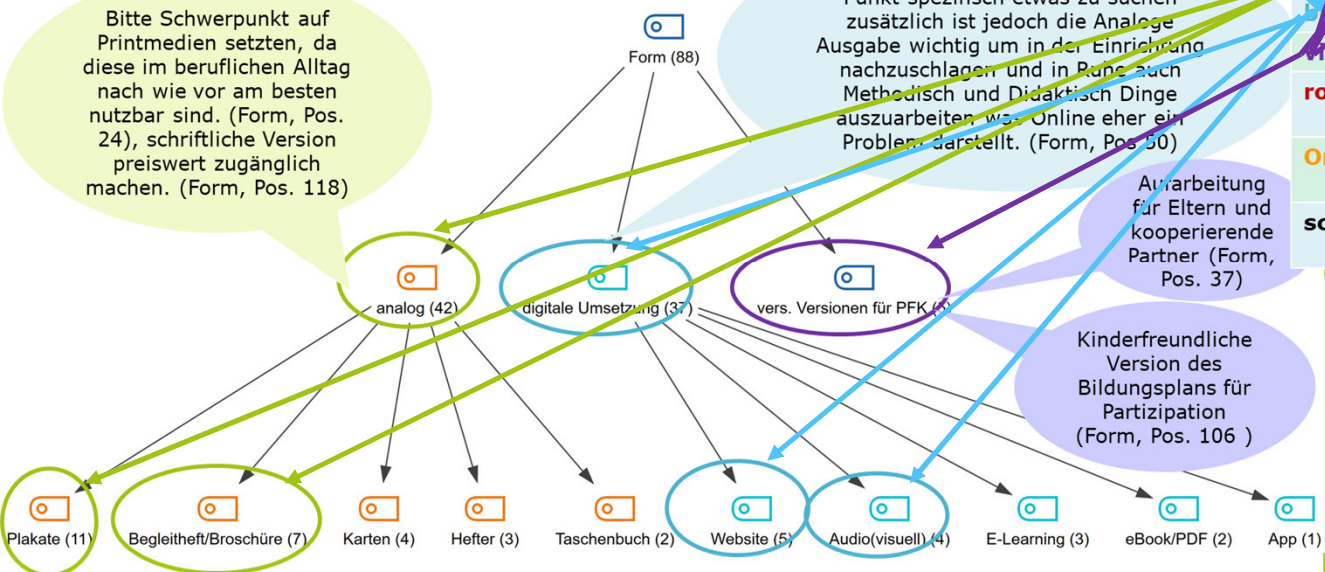 Bitte Schwerpunkt auf
Printmedien setzten, da
diese im beruflichen Alltag
nach wie vor am besten
nutzbar sind. (Form, Pos.
24), schriftliche Version
preiswert zugänglich
machen. (Form, Pos. 118)
Form (88)
Punkt spezifisch etwas zu suchen
zusätzlich ist jedoch die Analoge
Ausgabe wichtig um in der Einrichtung
nachzuschlagen und in Ruhe auch
Methodisch und Didaktisch Dinge
auszuarbeiten was Online eher ein
Problem darstellt. (Form, Pos 50)
ro
O
sc
Aufarbeitung
für Eltern und
kooperierende
Partner (Form,
Pos. 37)
analog (42)
digitale Umsetzung (37)
vers. Versionen für PFK
Kinderfreundliche
Version des
Bildungsplans für
Partizipation
(Form, Pos. 106 )
Plakate (11)
Begleitheft/Broschüre (7)
Karten (4)
Hefter (3)
Taschenbuch (2)
Website (5)
Audio(visuell) (4)
E-Learning (3)
eBook/PDF (2)
App (1)